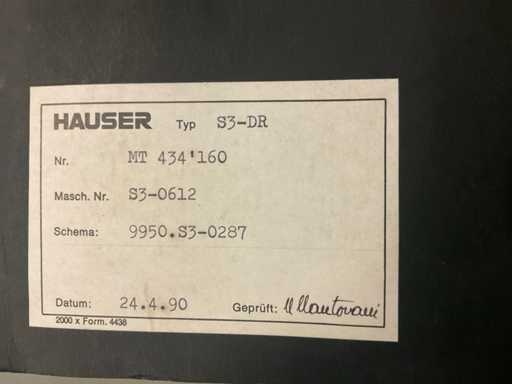 HAUSER Typ S3-DR
Nr. MT 434'160
Masch. Nr. S3-0612
Schema: 9950.S3-0287
Datum: 24.4.90 Geprüft: Mantovani
2000 x Form. 4438